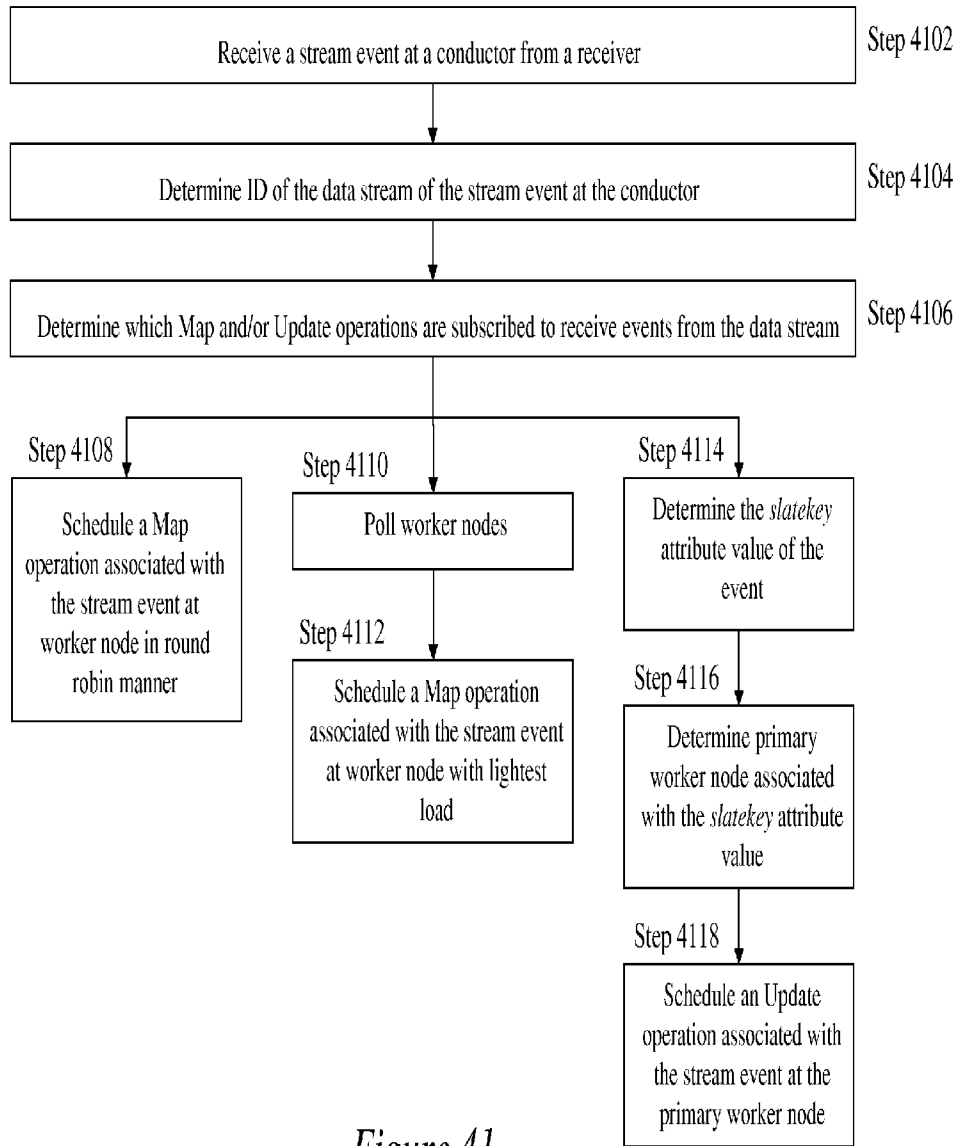 Receive a stream event at a conductor from a receiver
Step 4102
Determine ID of the data stream of the stream event at the conductor
Step 4104
Determine which Map and/or Update operations are subscribed to receive events from the data stream
Step 4106
Step 4108
Schedule a Map
operation associated with
the stream event at
worker node in round
robin manner
Step 4110
Poll worker nodes
Step 4112
Schedule a Map operation
associated with the stream event
at worker node with lightest
load
Step 4114
Determine the slatekey
attribute value of the
event
Step 4116
Determine primary
worker node associated
with the slatekey attribute
value
Step 4118
Schedule an Update
operation associated with
the stream event at the
primary worker node
Figure 41